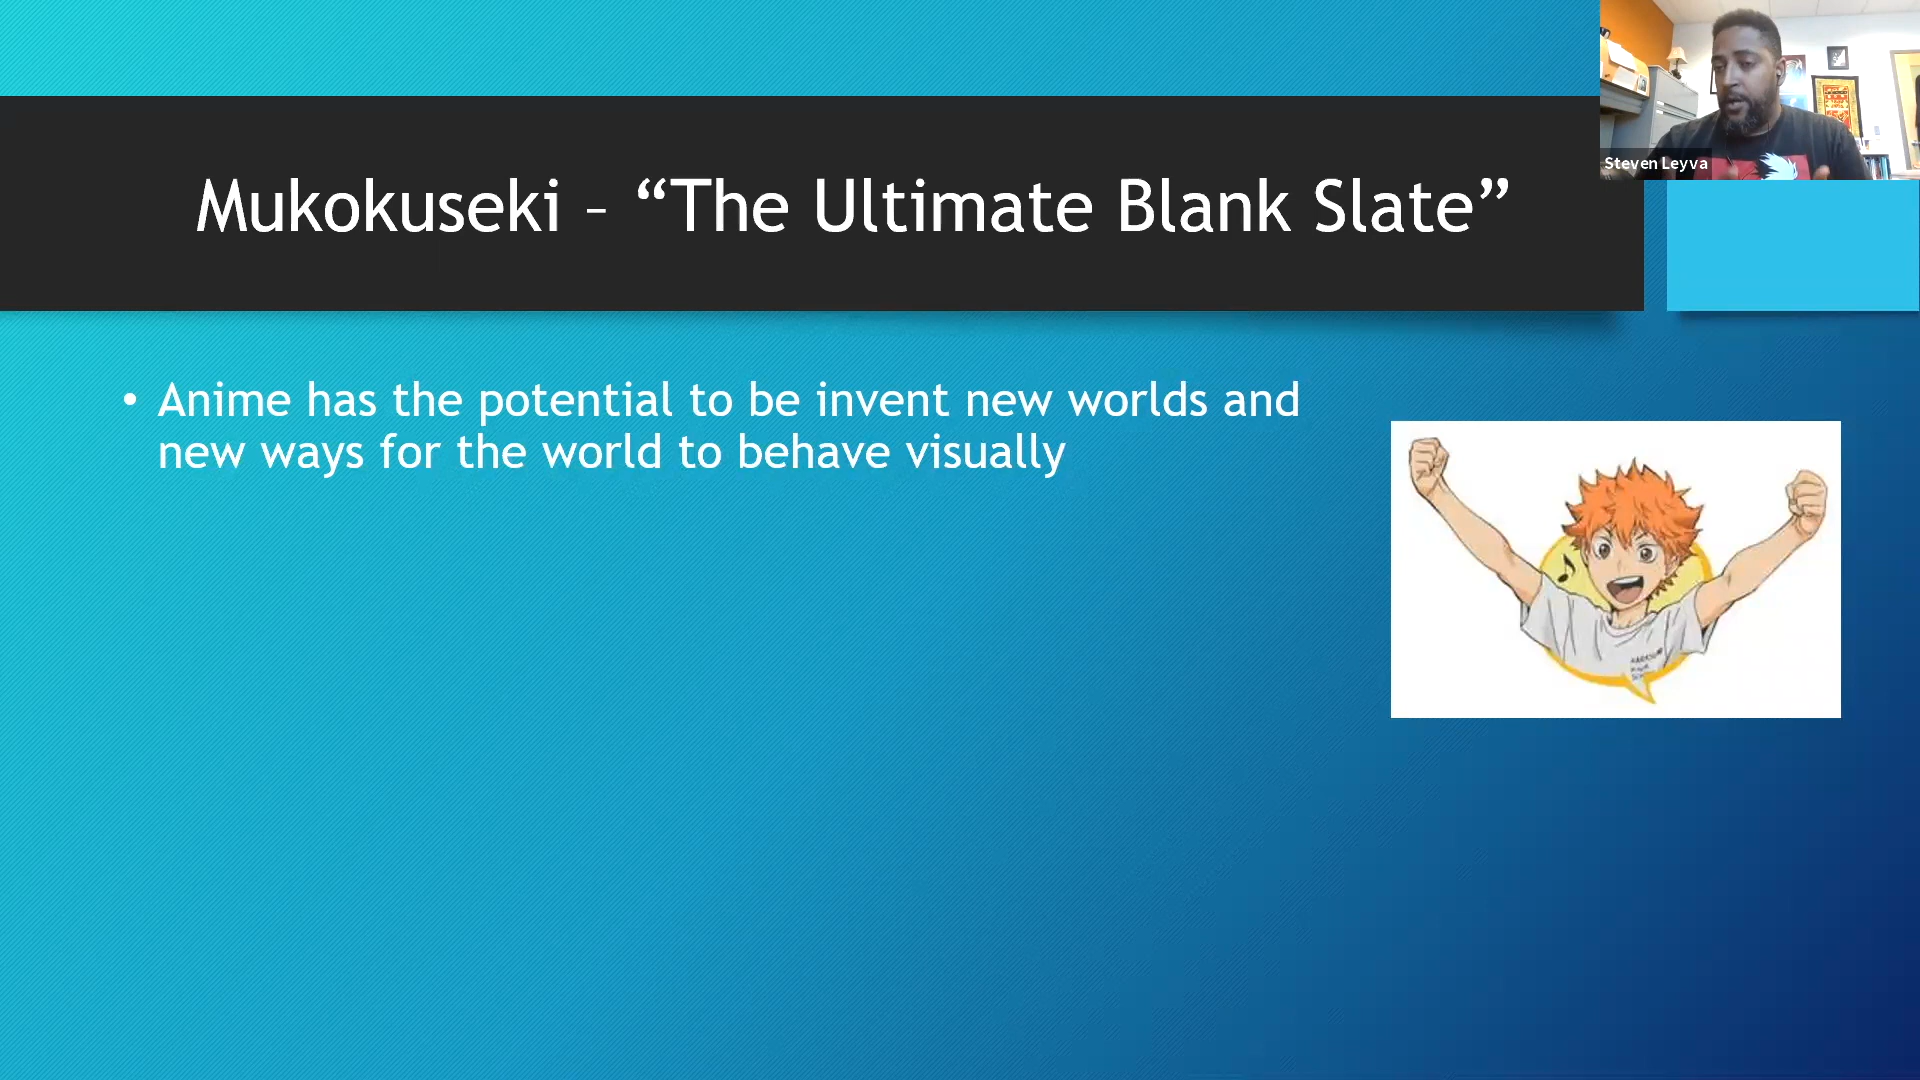 Steven Leyva
Mukokuseki – “The Ultimate Blank Slate”
• Anime has the potential to be invent new worlds and
new ways for the world to behave visually